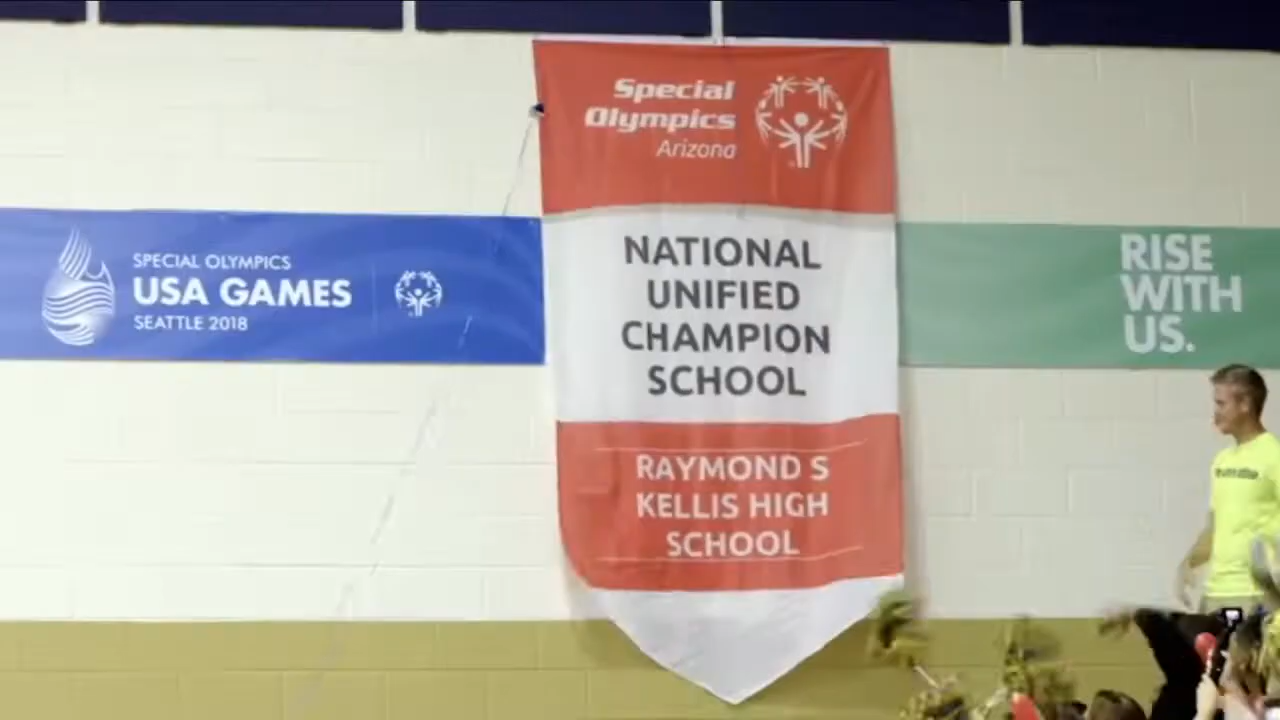 Special
Olympics
Arizona
NATIONAL
UNIFIED
CHAMPION
SCHOOL
RAYMOND S
KELLIS HIGH
SCHOOL
SPECIAL OLYMPICS
USA GAMES
SEATTLE 2018
RISE
WITH
US.